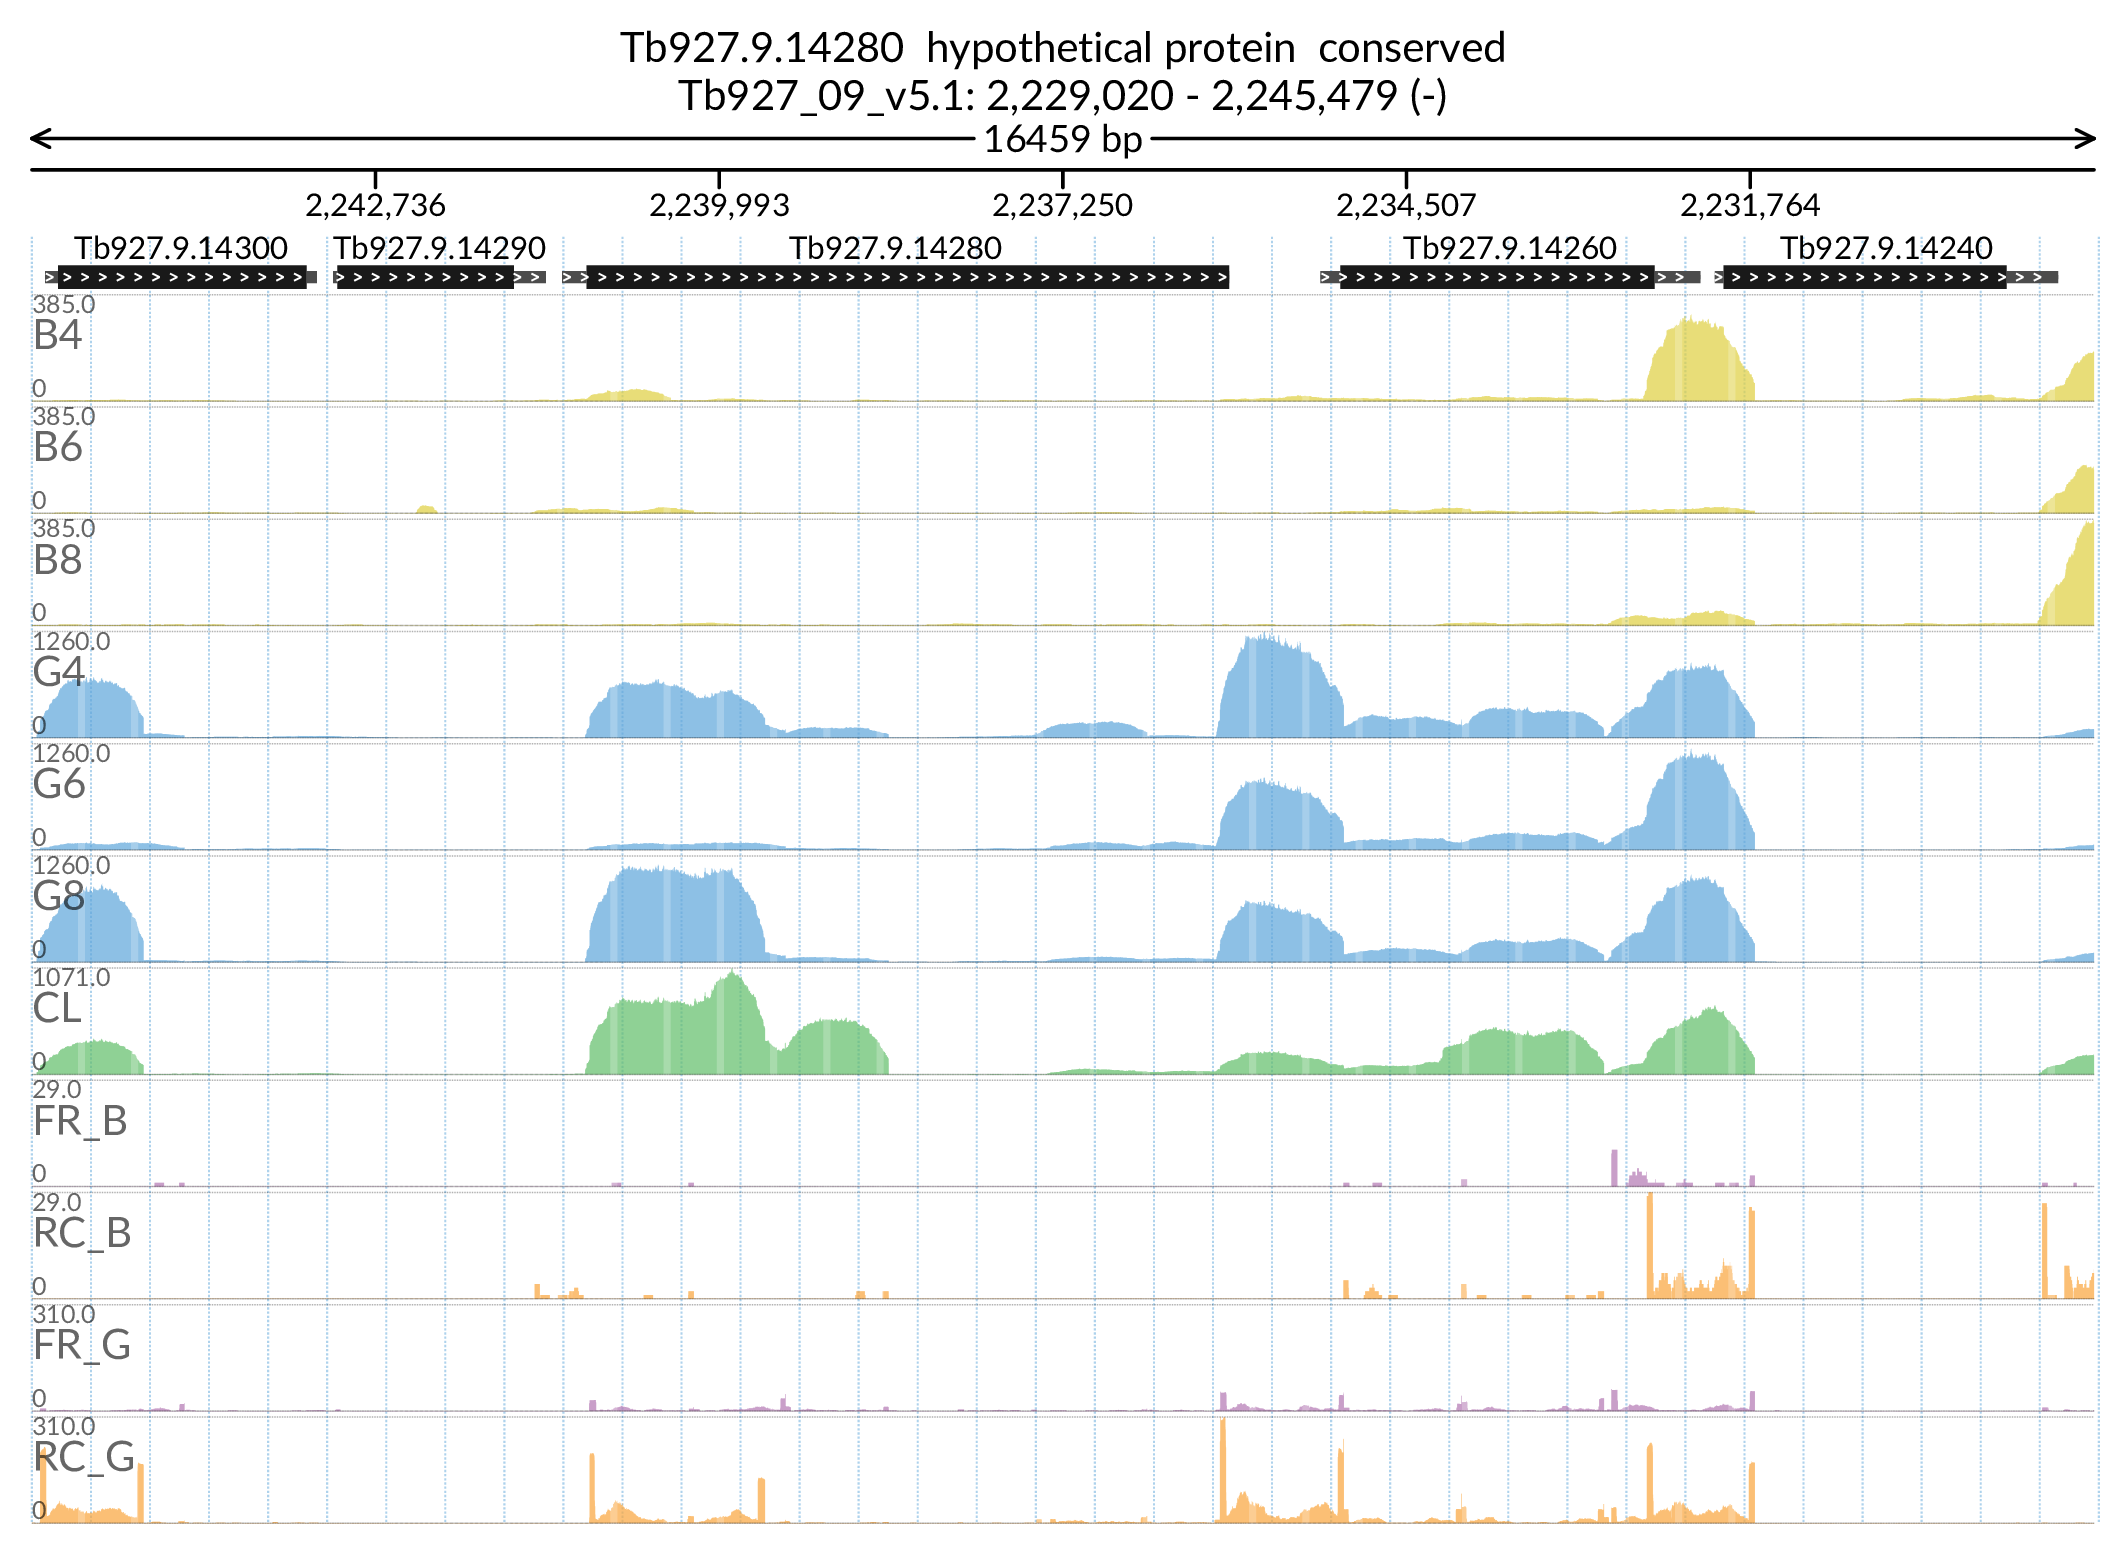 Tb927.9.14280 hypothetical protein conserved
Tb927_09_v5.1: 2,229,020 - 2,245,479 (-)
16459 bp
2,242,736 2,239,993 2,237,250 2,234,507 2,231,764
Tb927.9.14300 Tb927.9.14290 Tb927.9.14280 Tb927.9.14260 Tb927.9.14240
385.0
B4
0
385.0
B6
0
385.0
B8
0
1260.0
G4
0
1260.0
G6
0
1260.0
G8
0
1071.0
CL
0
29.0
FR_B
0
29.0
RC_B
0
310.0
FR_G
0
310.0
RC_G
0